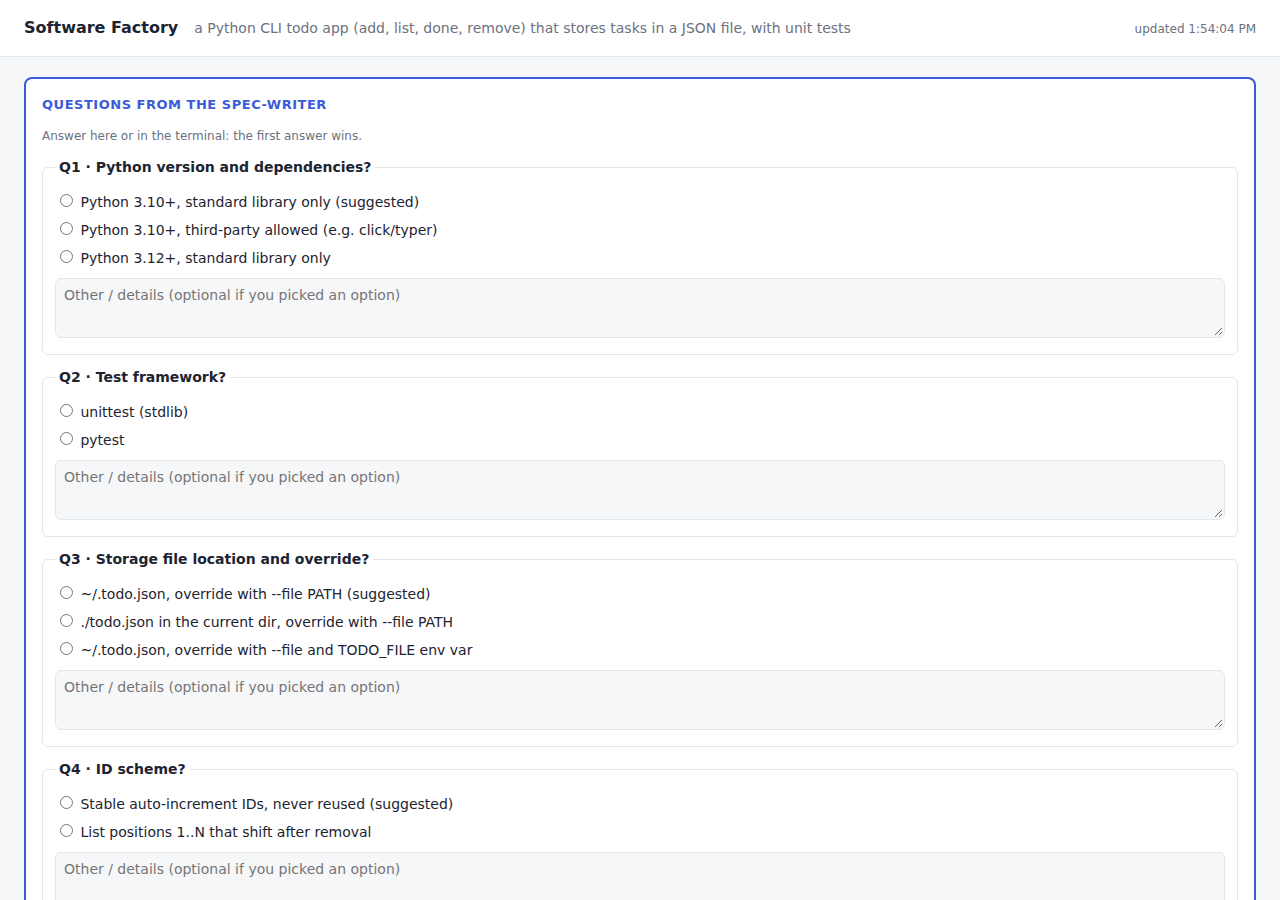 Software Factory a Python CLI todo app (add, list, done, remove) that stores tasks in a JSON file, with unit tests updated 1:54:04 PM
QUESTIONS FROM THE SPEC-WRITER
Answer here or in the terminal: the first answer wins.
Q1 · Python version and dependencies?
Python 3.10+, standard library only (suggested)
Python 3.10+, third-party allowed (e.g. click/typer)
Python 3.12+, standard library only
Other / details (optional if you picked an option)
Q2 · Test framework?
unittest (stdlib)
pytest
Other / details (optional if you picked an option)
Q3 · Storage file location and override?
~/.todo.json, override with --file PATH (suggested)
./todo.json in the current dir, override with --file PATH
~/.todo.json, override with --file and TODO_FILE env var
Other / details (optional if you picked an option)
Q4 · ID scheme?
Stable auto-increment IDs, never reused (suggested)
List positions 1..N that shift after removal
Other / details (optional if you picked an option)